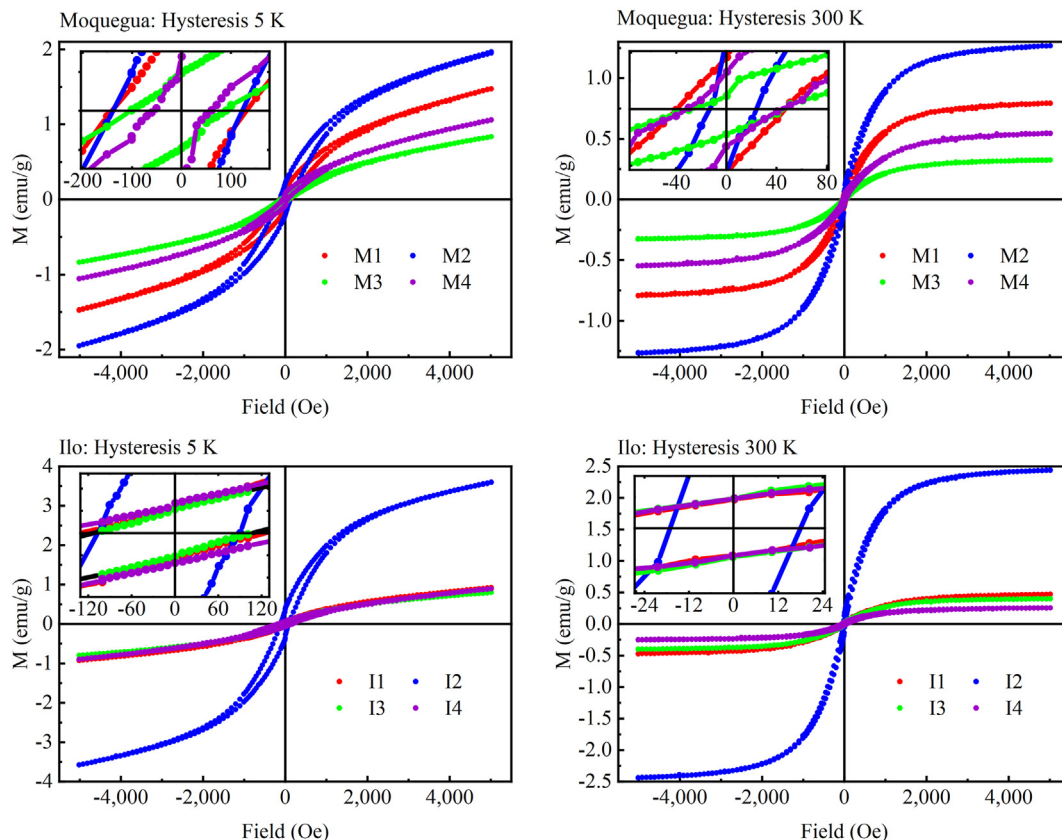 Moquegua: Hysteresis 5 K
2
1
0
-1
-2
M (emu/g)
-200 -100 0 100
M1 M2
M3 M4
-4,000 -2,000 0 2,000 4,000
Field (Oe)
Moquegua: Hysteresis 300 K
1.0
0.5
0.0
-0.5
-1.0
M (emu/g)
-40 0 40 80
M1 M2
M3 M4
-4,000 -2,000 0 2,000 4,000
Field (Oe)
Ilo: Hysteresis 5 K
4
3
2
1
0
-1
-2
-3
-4
M (emu/g)
-120 -60 0 60 120
I1 I2
I3 I4
-4,000 -2,000 0 2,000 4,000
Field (Oe)
Ilo: Hysteresis 300 K
2.5
2.0
1.5
1.0
0.5
0.0
-0.5
-1.0
-1.5
-2.0
-2.5
M (emu/g)
-24 -12 0 12 24
I1 I2
I3 I4
-4,000 -2,000 0 2,000 4,000
Field (Oe)